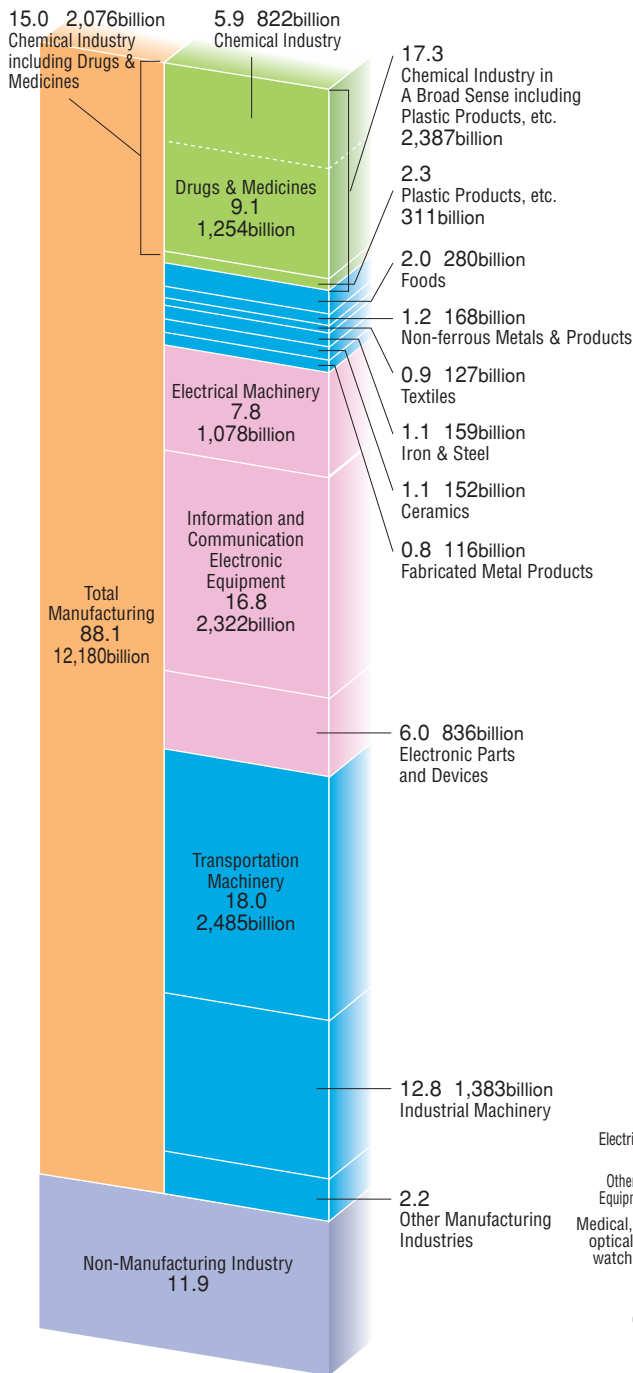 15.0 2,076billion
Chemical Industry
including Drugs &
Medicines
5.9 822billion
Chemical Industry
17.3
Chemical Industry in
A Broad Sense including
Plastic Products, etc.
2,387billion
Drugs & Medicines
9.1
1,254billion
2.3
Plastic Products, etc.
311billion
2.0 280billion
Foods
1.2 168billion
Non-ferrous Metals & Products
0.9 127billion
Textiles
1.1 159billion
Iron & Steel
1.1 152billion
Ceramics
0.8 116billion
Fabricated Metal Products
Electrical Machinery
7.8
1,078billion
Information and
Communication
Electronic
Equipment
16.8
2,322billion
Total
Manufacturing
88.1
12,180billion
6.0 836billion
Electronic Parts
and Devices
Transportation
Machinery
18.0
2,485billion
12.8 1,383billion
Industrial Machinery
2.2
Other Manufacturing
Industries
Non-Manufacturing Industry
11.9
Electri
Other
Equipm
Medical,
optical
watch